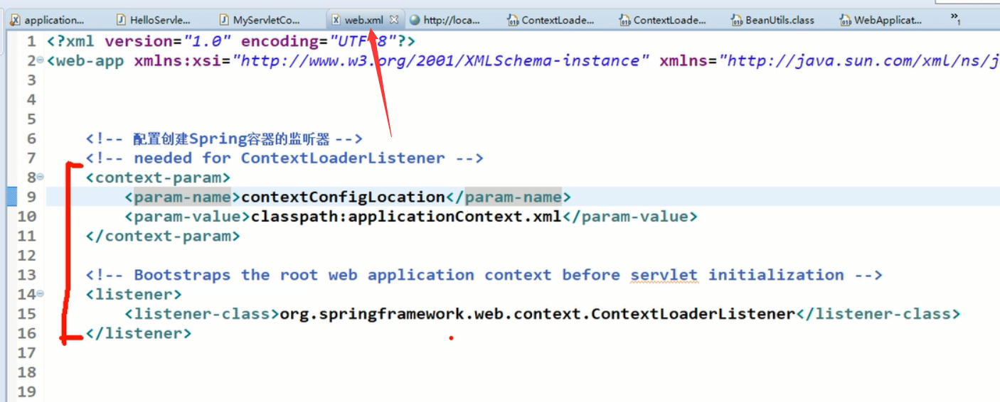 application... HelloServle... MyServletCo... web.xml http://loca... ContextLoade... ContextLoade... BeanUtils.class WebApplicat... »1
1 <?xml version="1.0" encoding="UTF-8"?>
2 <web-app xmlns:xsi="http://www.w3.org/2001/XMLSchema-instance" xmlns="http://java.sun.com/xml/ns/j
3
4
5
6 <!-- 配置创建Spring容器的监听器 -->
7 <!-- needed for ContextLoaderListener -->
8 <context-param>
9 <param-name>contextConfigLocation</param-name>
10 <param-value>classpath:applicationContext.xml</param-value>
11 </context-param>
12
13 <!-- Bootstraps the root web application context before servlet initialization -->
14 <listener>
15 <listener-class>org.springframework.web.context.ContextLoaderListener</listener-class>
16 </listener>
17
18
19